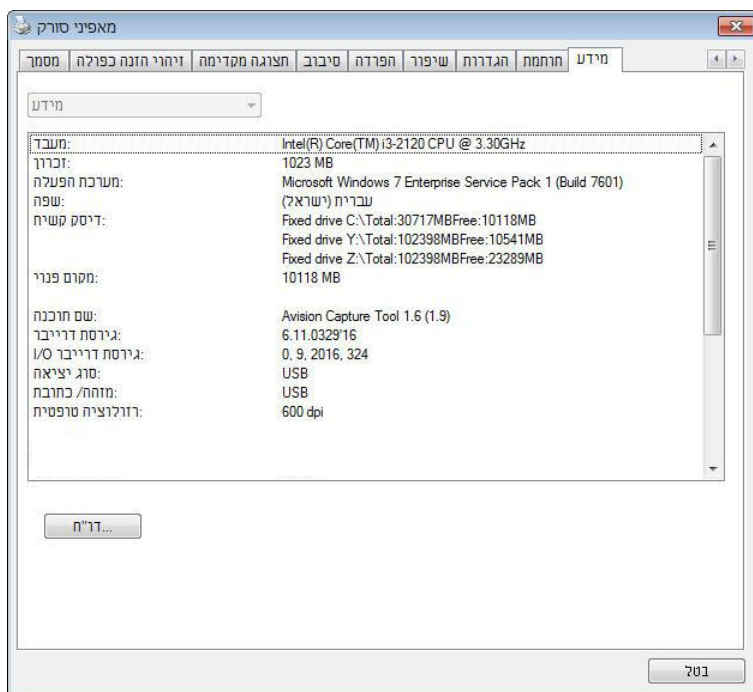 מאפיני סורק
מסמך זיהוי הזנה כפולה תצוגה מקדימה סיבוב הפרדה שיפור הגדרות חותמת מידע
מידע
מעבד: Intel(R) Core(TM) i3-2120 CPU @ 3.30GHz
זכרון: 1023 MB
מערכת הפעלה: Microsoft Windows 7 Enterprise Service Pack 1 (Build 7601)
שפה: עברית (ישראל)
דיסק קשיח: Fixed drive C:\Total:30717MBFree:10118MB
Fixed drive Y:\Total:102398MBFree:10541MB
Fixed drive Z:\Total:102398MBFree:23289MB
מקום פנוי: 10118 MB
שם תוכנה: Avision Capture Tool 1.6 (1.9)
גירסת דרייבר: 6.11.0329'16
גירסת דרייבר I/O: 0, 9, 2016, 324
סוג יציאה: USB
מזהה/ כתובת: USB
רזולוציה טופטית: 600 dpi
דו"ח...
בטל